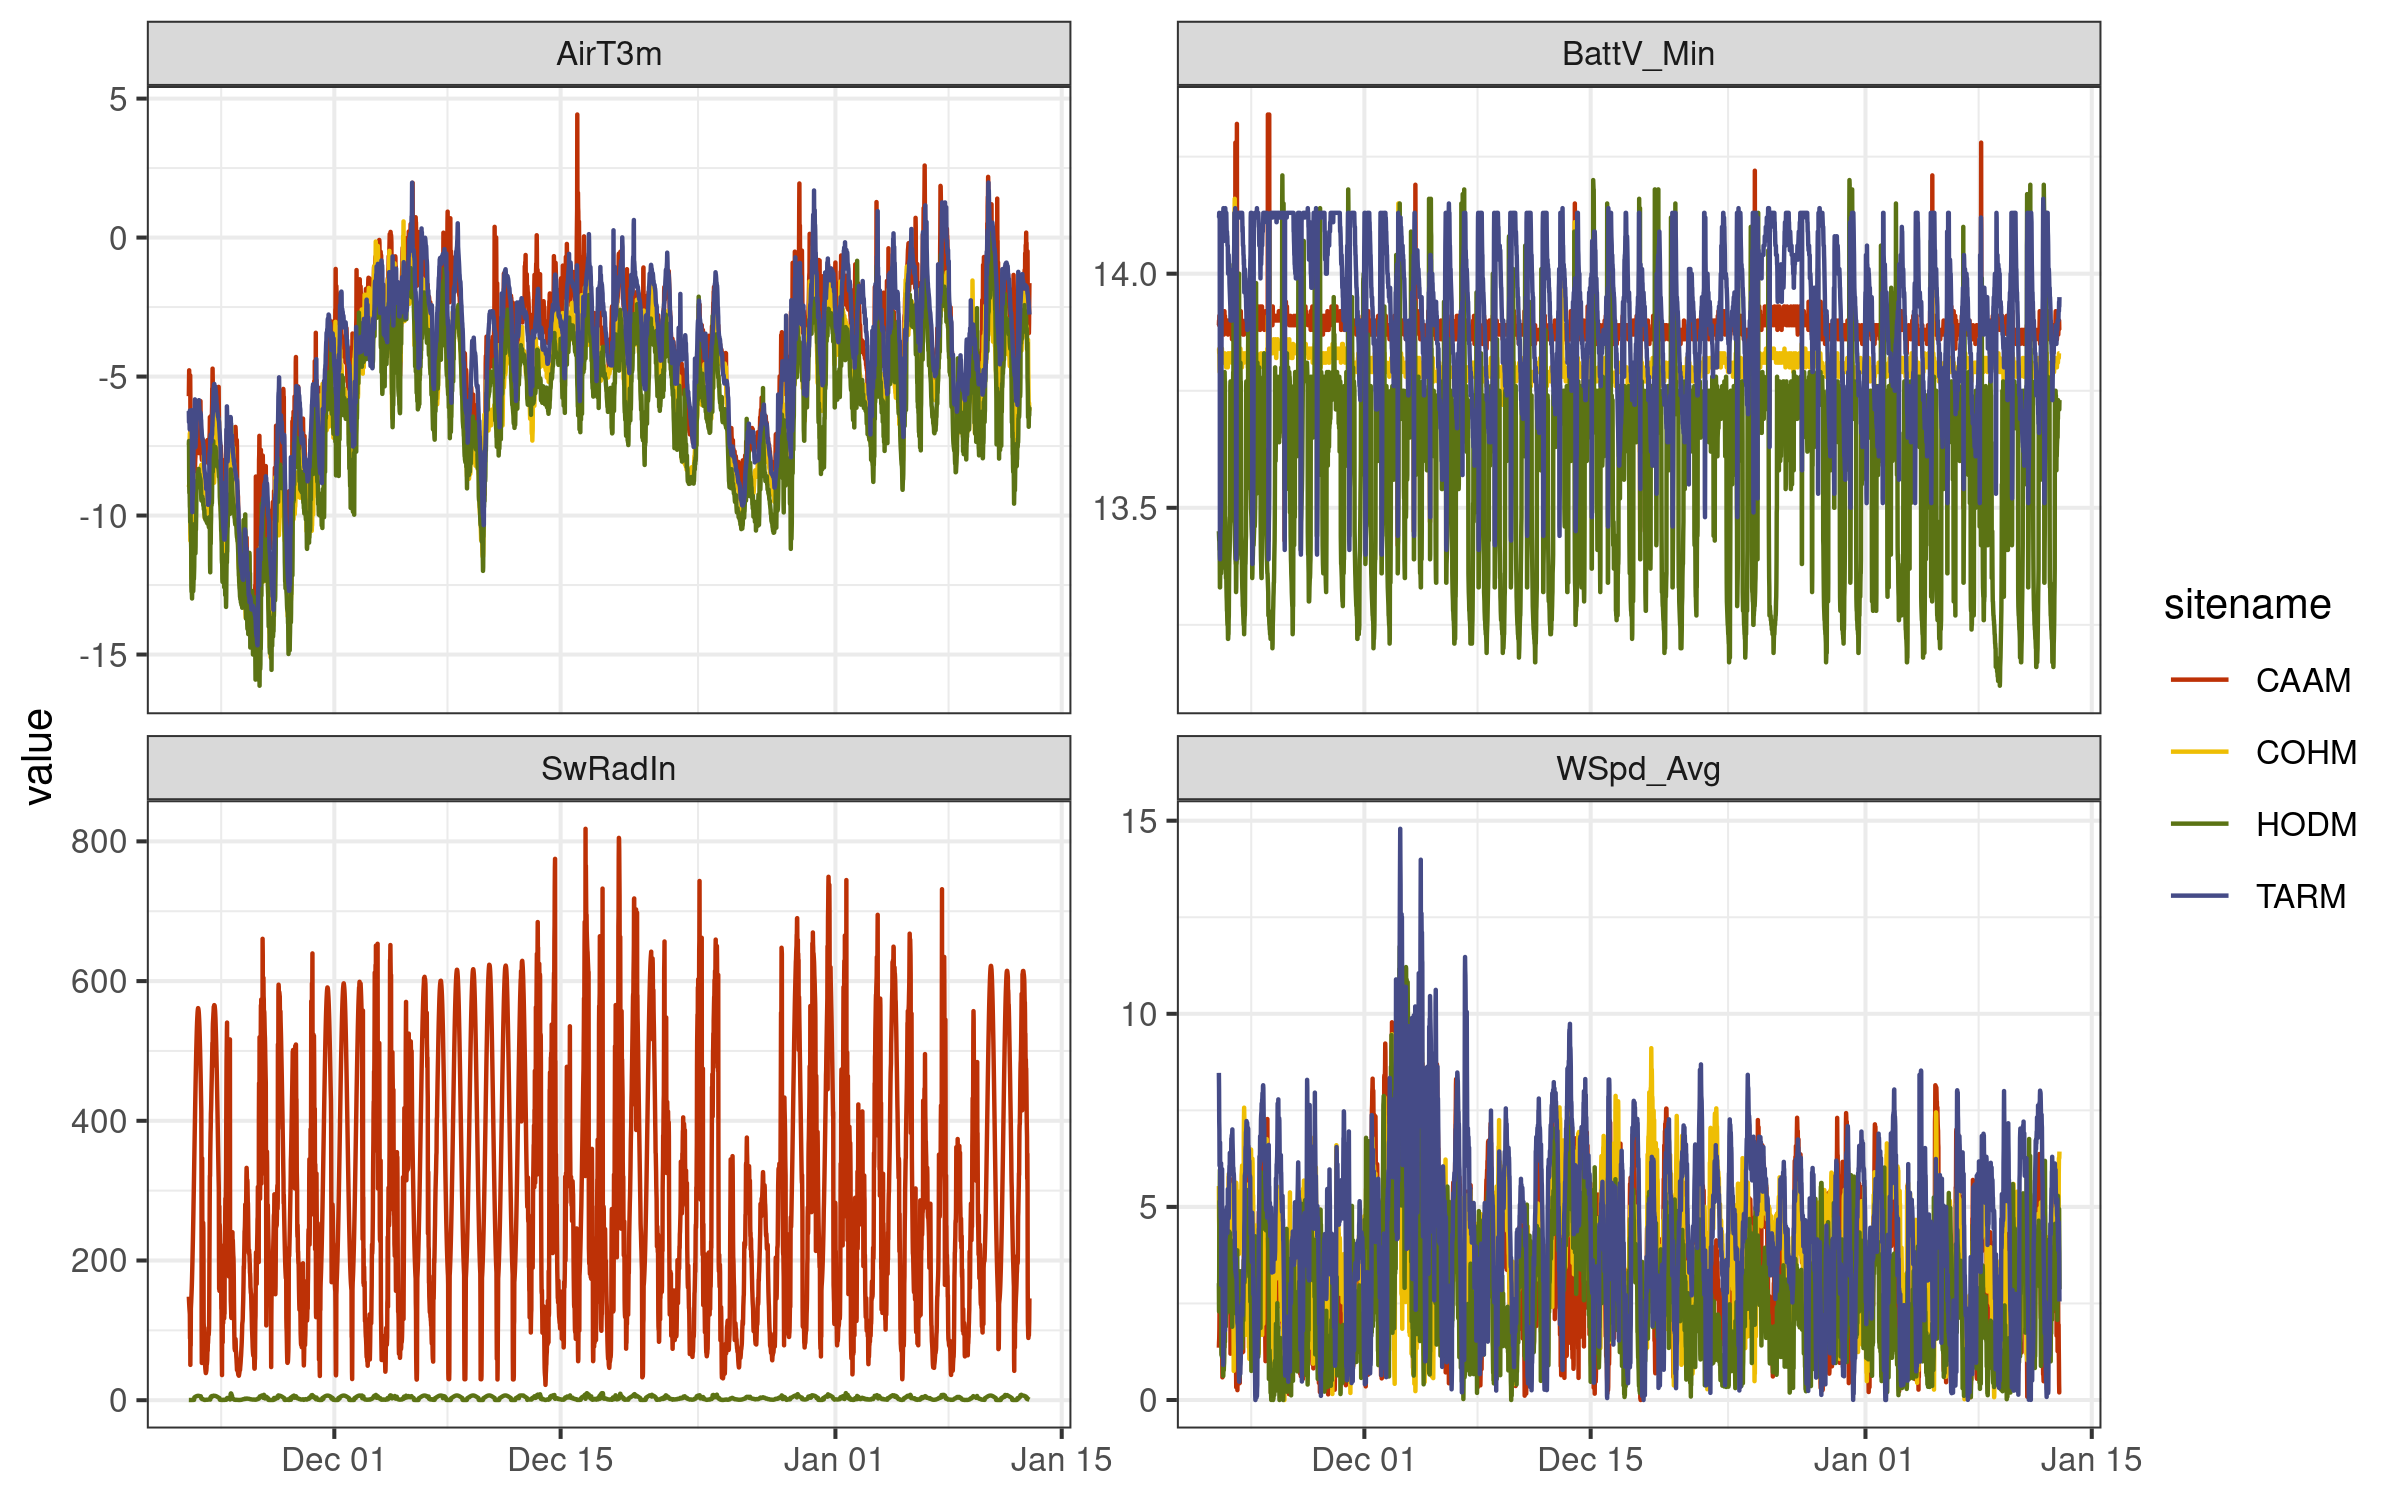 AirT3m
BattV_Min
5
0
-5
-10
-15
14.0
13.5
value
SwRadIn
WSpd_Avg
800
600
400
200
0
15
10
5
0
Dec 01 Dec 15 Jan 01 Jan 15
Dec 01 Dec 15 Jan 01 Jan 15
sitename
CAAM
COHM
HODM
TARM